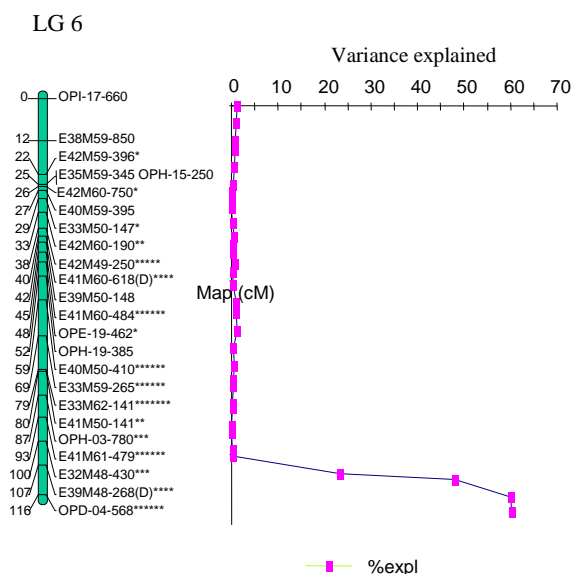 LG 6
Variance explained
0 10 20 30 40 50 60 70
0 OPI-17-660
12 E38M59-850
22 E42M59-396*
25 E35M59-345 OPH-15-250
26 E42M60-750*
27 E40M59-395
29 E33M50-147*
33 E42M60-190**
38 E42M49-250*****
40 E41M60-618(D)****
42 E39M50-148
45 E41M60-484******
48 OPE-19-462*
52 OPH-19-385
59 E40M50-410******
69 E33M59-265******
79 E33M62-141*******
80 E41M50-141**
87 OPH-03-780***
93 E41M61-479******
100 E32M48-430***
107 E39M48-268(D)****
116 OPD-04-568******
Map (cM)
%expl